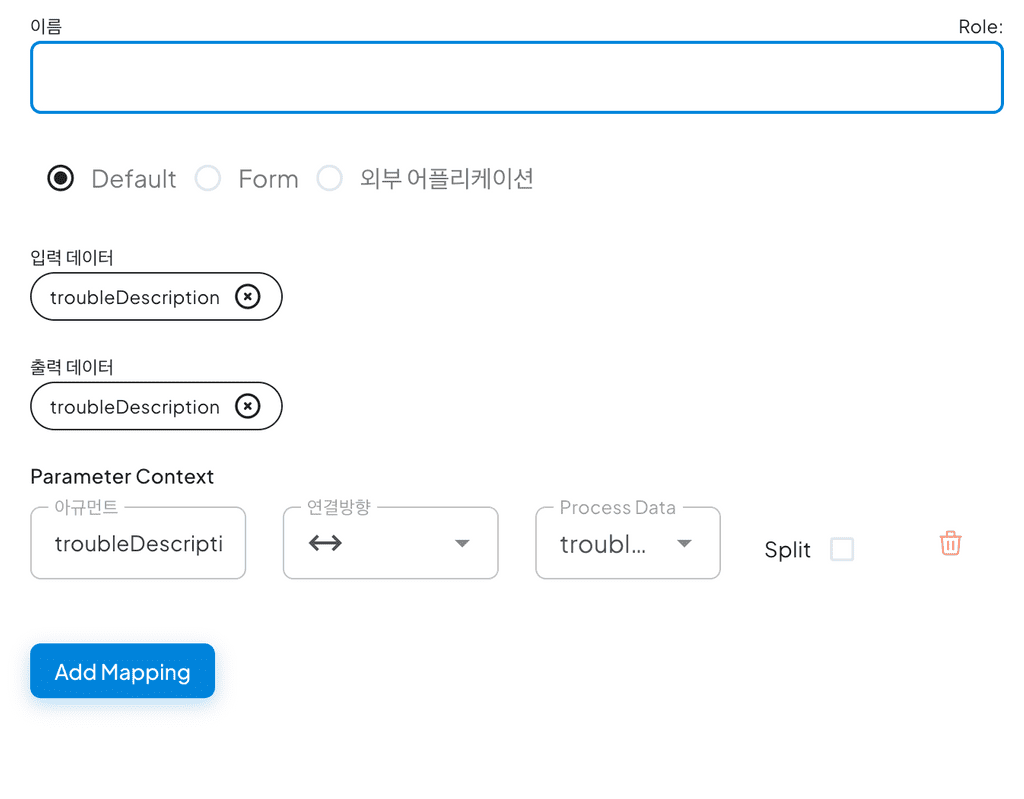 이름 Role:
Default Form 외부 어플리케이션
입력 데이터
troubleDescription
출력 데이터
troubleDescription
Parameter Context
아규먼트 연결방향 Process Data
troubleDescripti troubl... Split
Add Mapping